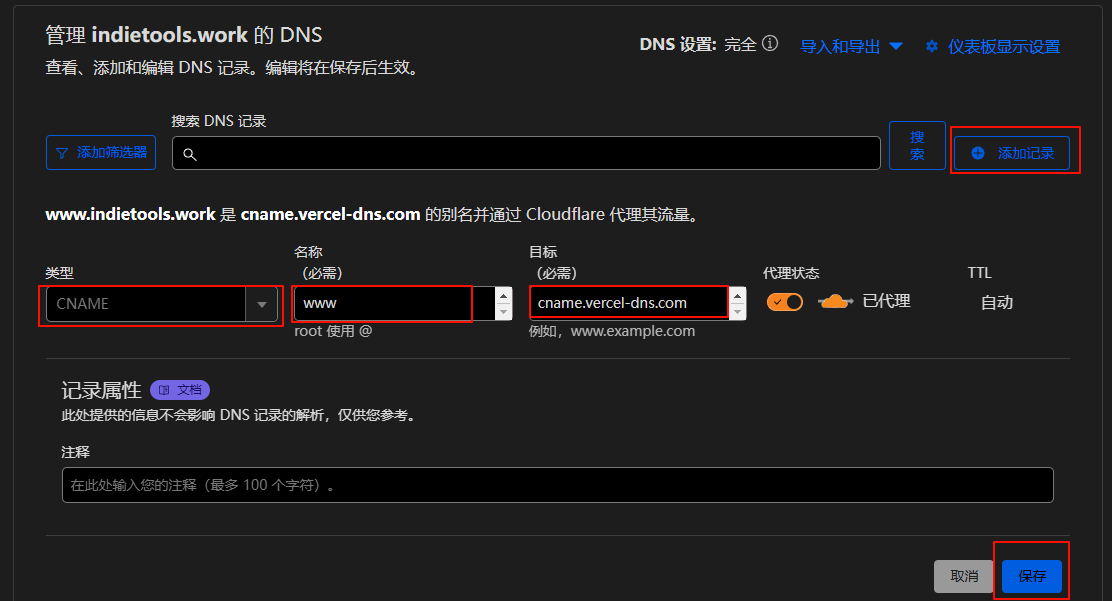 管理 indietools.work 的 DNS
DNS 设置: 完全
导入和导出
仪表板显示设置
查看、添加和编辑 DNS 记录。编辑将在保存后生效。
搜索 DNS 记录
添加筛选器
搜
索
添加记录
www.indietools.work 是 cname.vercel-dns.com 的别名并通过 Cloudflare 代理其流量。
类型
名称
（必需）
目标
（必需）
代理状态
TTL
CNAME
www
cname.vercel-dns.com
已代理
自动
root 使用 @
例如，www.example.com
记录属性
文档
此处提供的信息不会影响 DNS 记录的解析，仅供您参考。
注释
在此处输入您的注释（最多 100 个字符）。
取消
保存